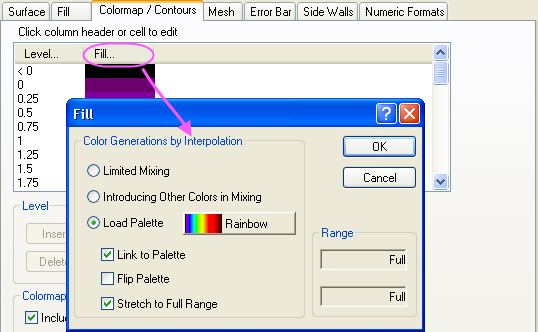 Surface Fill Colormap / Contours Mesh Error Bar Side Walls Numeric Formats
Click column header or cell to edit
Level... Fill...
< 0
0
0.25
0.5
0.75
1
1.25
1.5
1.75
Fill
Color Generations by Interpolation
OK
Limited Mixing
Cancel
Introducing Other Colors in Mixing
Load Palette Rainbow
Level
Range
Link to Palette
Full
Flip Palette
Stretch to Full Range
Full
Colormap